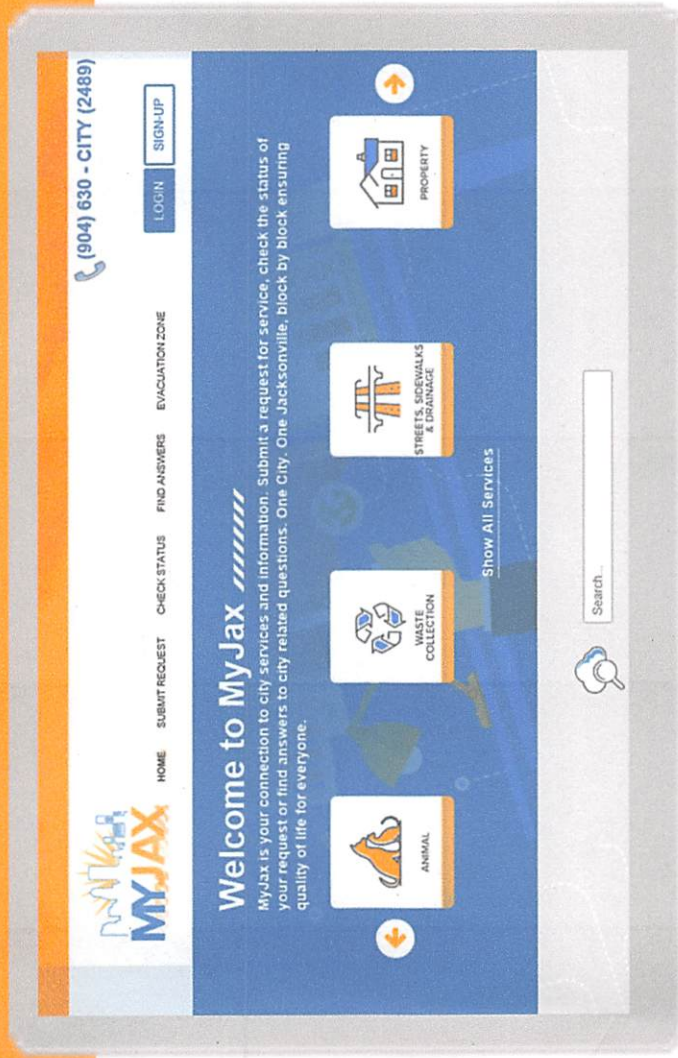 (904) 630 - CITY (2489)
LOGIN
SIGN-UP
MYJAX
HOME SUBMIT REQUEST CHECK STATUS FIND ANSWERS EVACUATION ZONE
Welcome to MyJax
MyJax is your connection to city services and information. Submit a request for service, check the status of
your request or find answers to city related questions. One City. One Jacksonville, block by block ensuring
quality of life for everyone.
ANIMAL
WASTE
COLLECTION
STREETS, SIDEWALKS
& DRAINAGE
PROPERTY
Show All Services
Search...